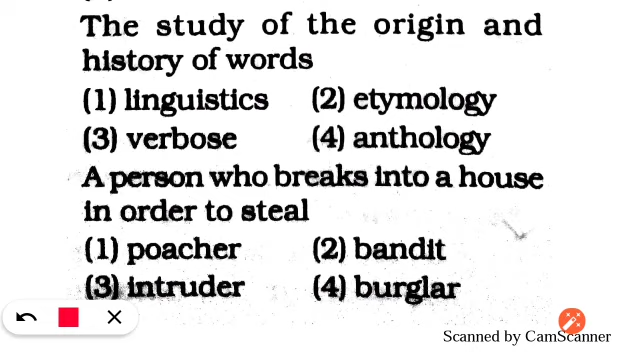 The study of the origin and
history of words
(1) linguistics (2) etymology
(3) verbose (4) anthology
A person who breaks into a house
in order to steal
(1) poacher (2) bandit
(3) intruder (4) burglar
Scanned by CamScanner